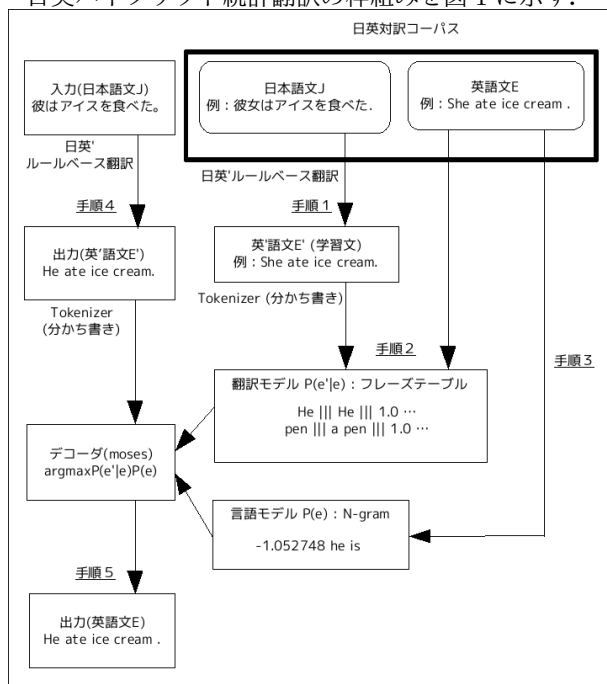 日英ハイブリッド統計翻訳の枠組みを図1に示す.
日英対訳コーパス
入力(日本語文J)
彼はアイスを食べた。
日本語文J
例：彼女はアイスを食べた.
英語文E
例：She ate ice cream .
日英'
ルールベース翻訳
日英'ルールベース翻訳
手順4
手順1
出力(英'語文E')
He ate ice cream.
英'語文E' (学習文)
例：She ate ice cream.
Tokenizer
(分かち書き)
Tokenizer (分かち書き)
手順2
手順3
翻訳モデル P(e'|e)：フレーズテーブル
He ||| He ||| 1.0 …
pen ||| a pen ||| 1.0 …
デコーダ(moses)
argmaxP(e'|e)P(e)
言語モデル P(e)：N-gram
-1.052748 he is
手順5
出力(英語文E)
He ate ice cream .